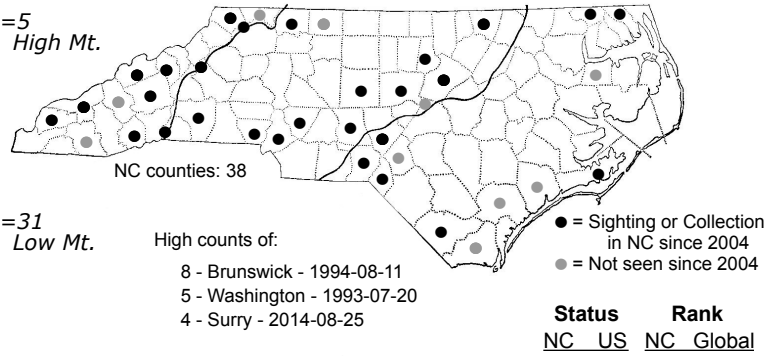 =5
High Mt.
NC counties: 38
=31
Low Mt.
High counts of:
8 - Brunswick - 1994-08-11
5 - Washington - 1993-07-20
4 - Surry - 2014-08-25
= Sighting or Collection
in NC since 2004
= Not seen since 2004
Status Rank
NC US NC Global